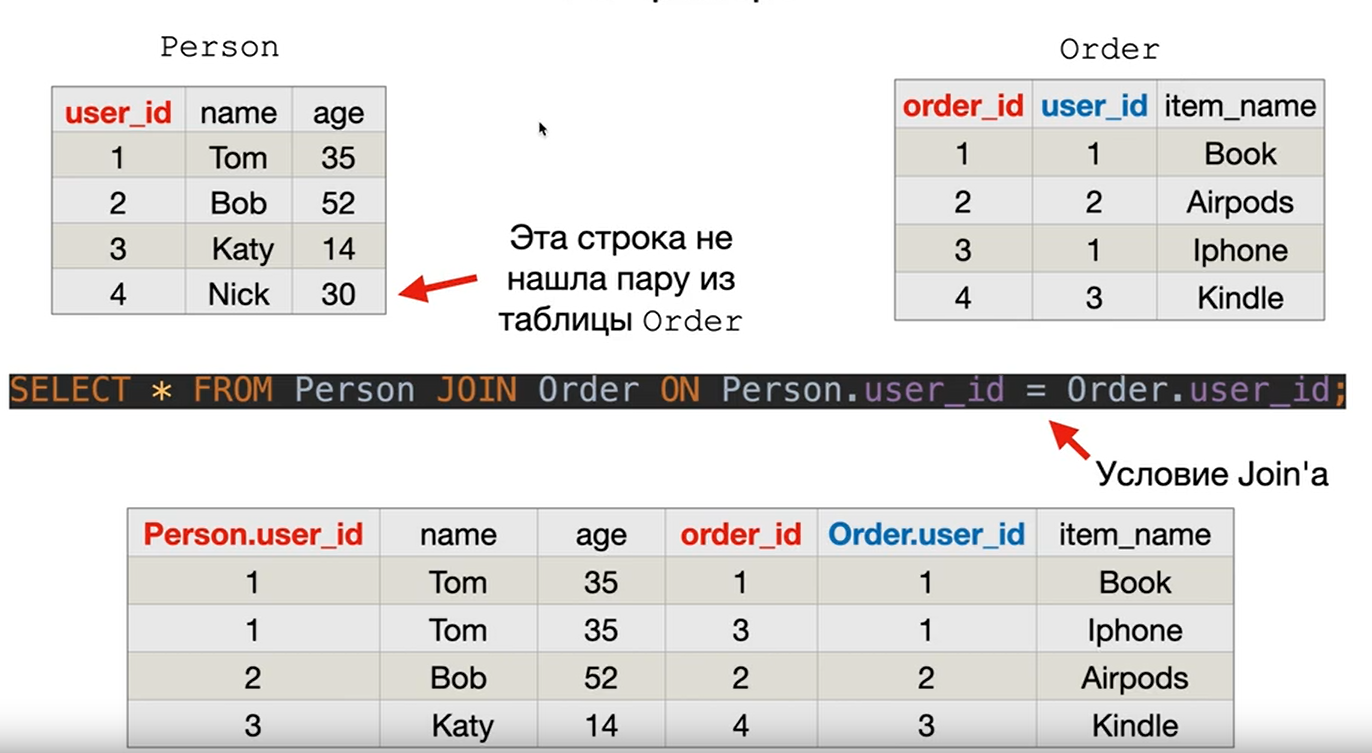 Person
user_id name age
1 Tom 35
2 Bob 52
3 Katy 14
4 Nick 30
Эта строка не
нашла пару из
таблицы Order
Order
order_id user_id item_name
1 1 Book
2 2 Airpods
3 1 Iphone
4 3 Kindle
SELECT * FROM Person JOIN Order ON Person.user_id = Order.user_id;
Условие Join'а
Person.user_id name age order_id Order.user_id item_name
1 Tom 35 1 1 Book
1 Tom 35 3 1 Iphone
2 Bob 52 2 2 Airpods
3 Katy 14 4 3 Kindle